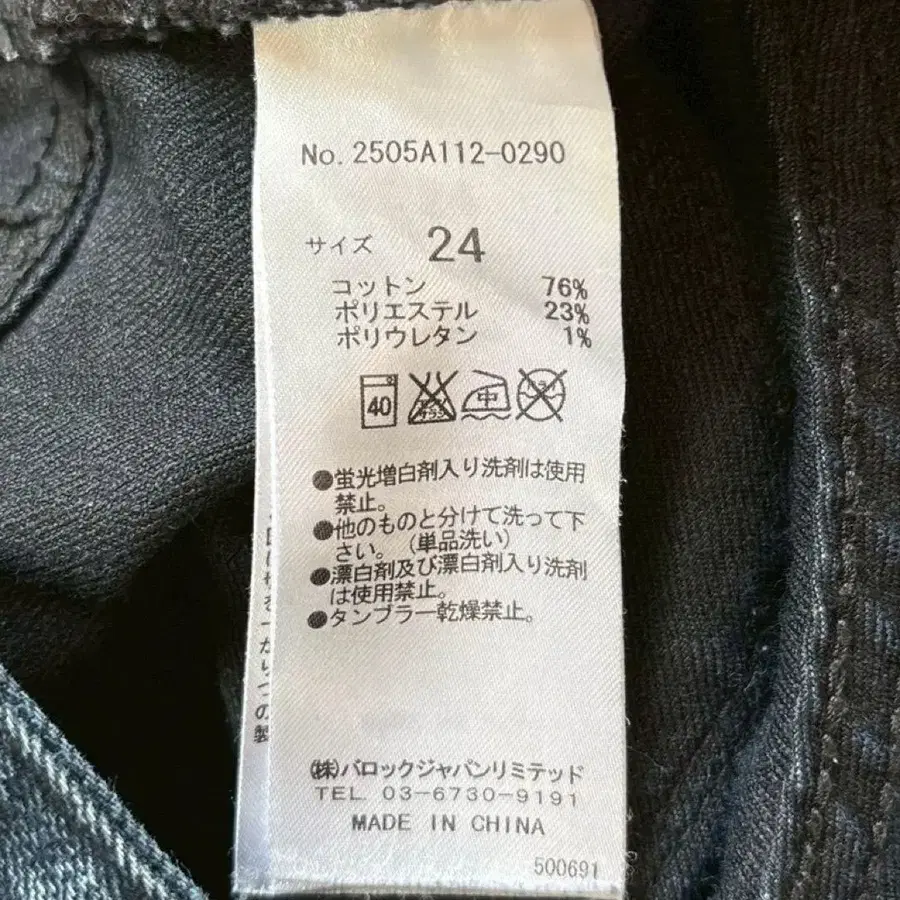 No. 2505A112-0290
サイズ 24
コットン 76%
ポリエステル 23%
ポリウレタン 1%
40 中
●蛍光増白剤入り洗剤は使用
禁止。
●他のものと分けて洗って下
さい。（単品洗い）
●漂白剤及び漂白剤入り洗剤
は使用禁止。
●タンブラー乾燥禁止。
㈱バロックジャパンリミテッド
TEL. 03-6730-9191
MADE IN CHINA
500691